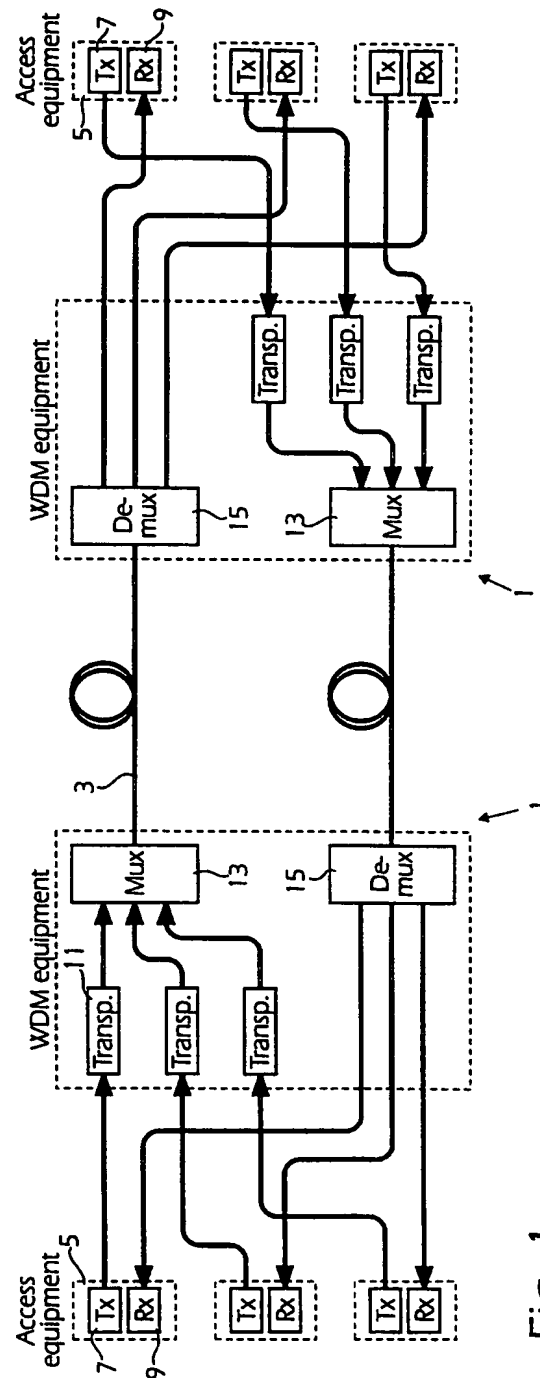 Access
equipment
5
7
Tx
Rx
9
Tx
Rx
Tx
Rx
WDM equipment
11
Transp.
Transp.
Transp.
Mux
13
15
De-
mux
1
3
WDM equipment
De-
mux
15
13
Mux
Transp.
Transp.
Transp.
1
Access
equipment
5
Tx
7
Rx
9
Tx
Rx
Tx
Rx
Fig. 1